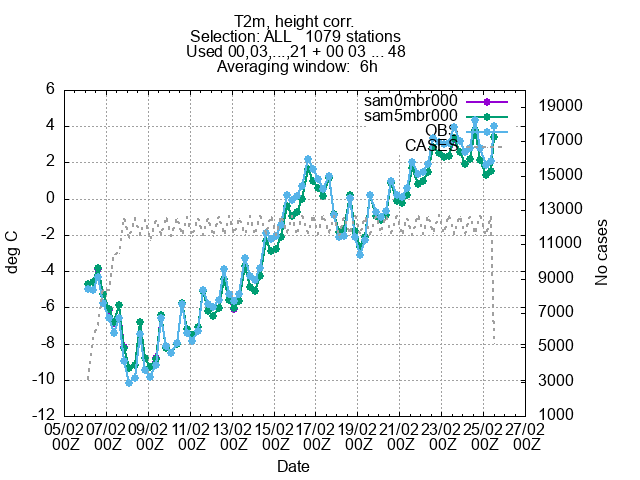 T2m, height corr.
Selection: ALL   1079 stations
Used 00,03,...,21 + 00 03 ... 48
Averaging window:  6h
sam0mbr000
sam5mbr000
OBS
CASES
deg C
6
4
2
0
-2
-4
-6
-8
-10
-12
No cases
19000
17000
15000
13000
11000
9000
7000
5000
3000
1000
05/02 07/02 09/02 11/02 13/02 15/02 17/02 19/02 21/02 23/02 25/02 27/02
00Z 00Z 00Z 00Z 00Z 00Z 00Z 00Z 00Z 00Z 00Z 00Z
Date